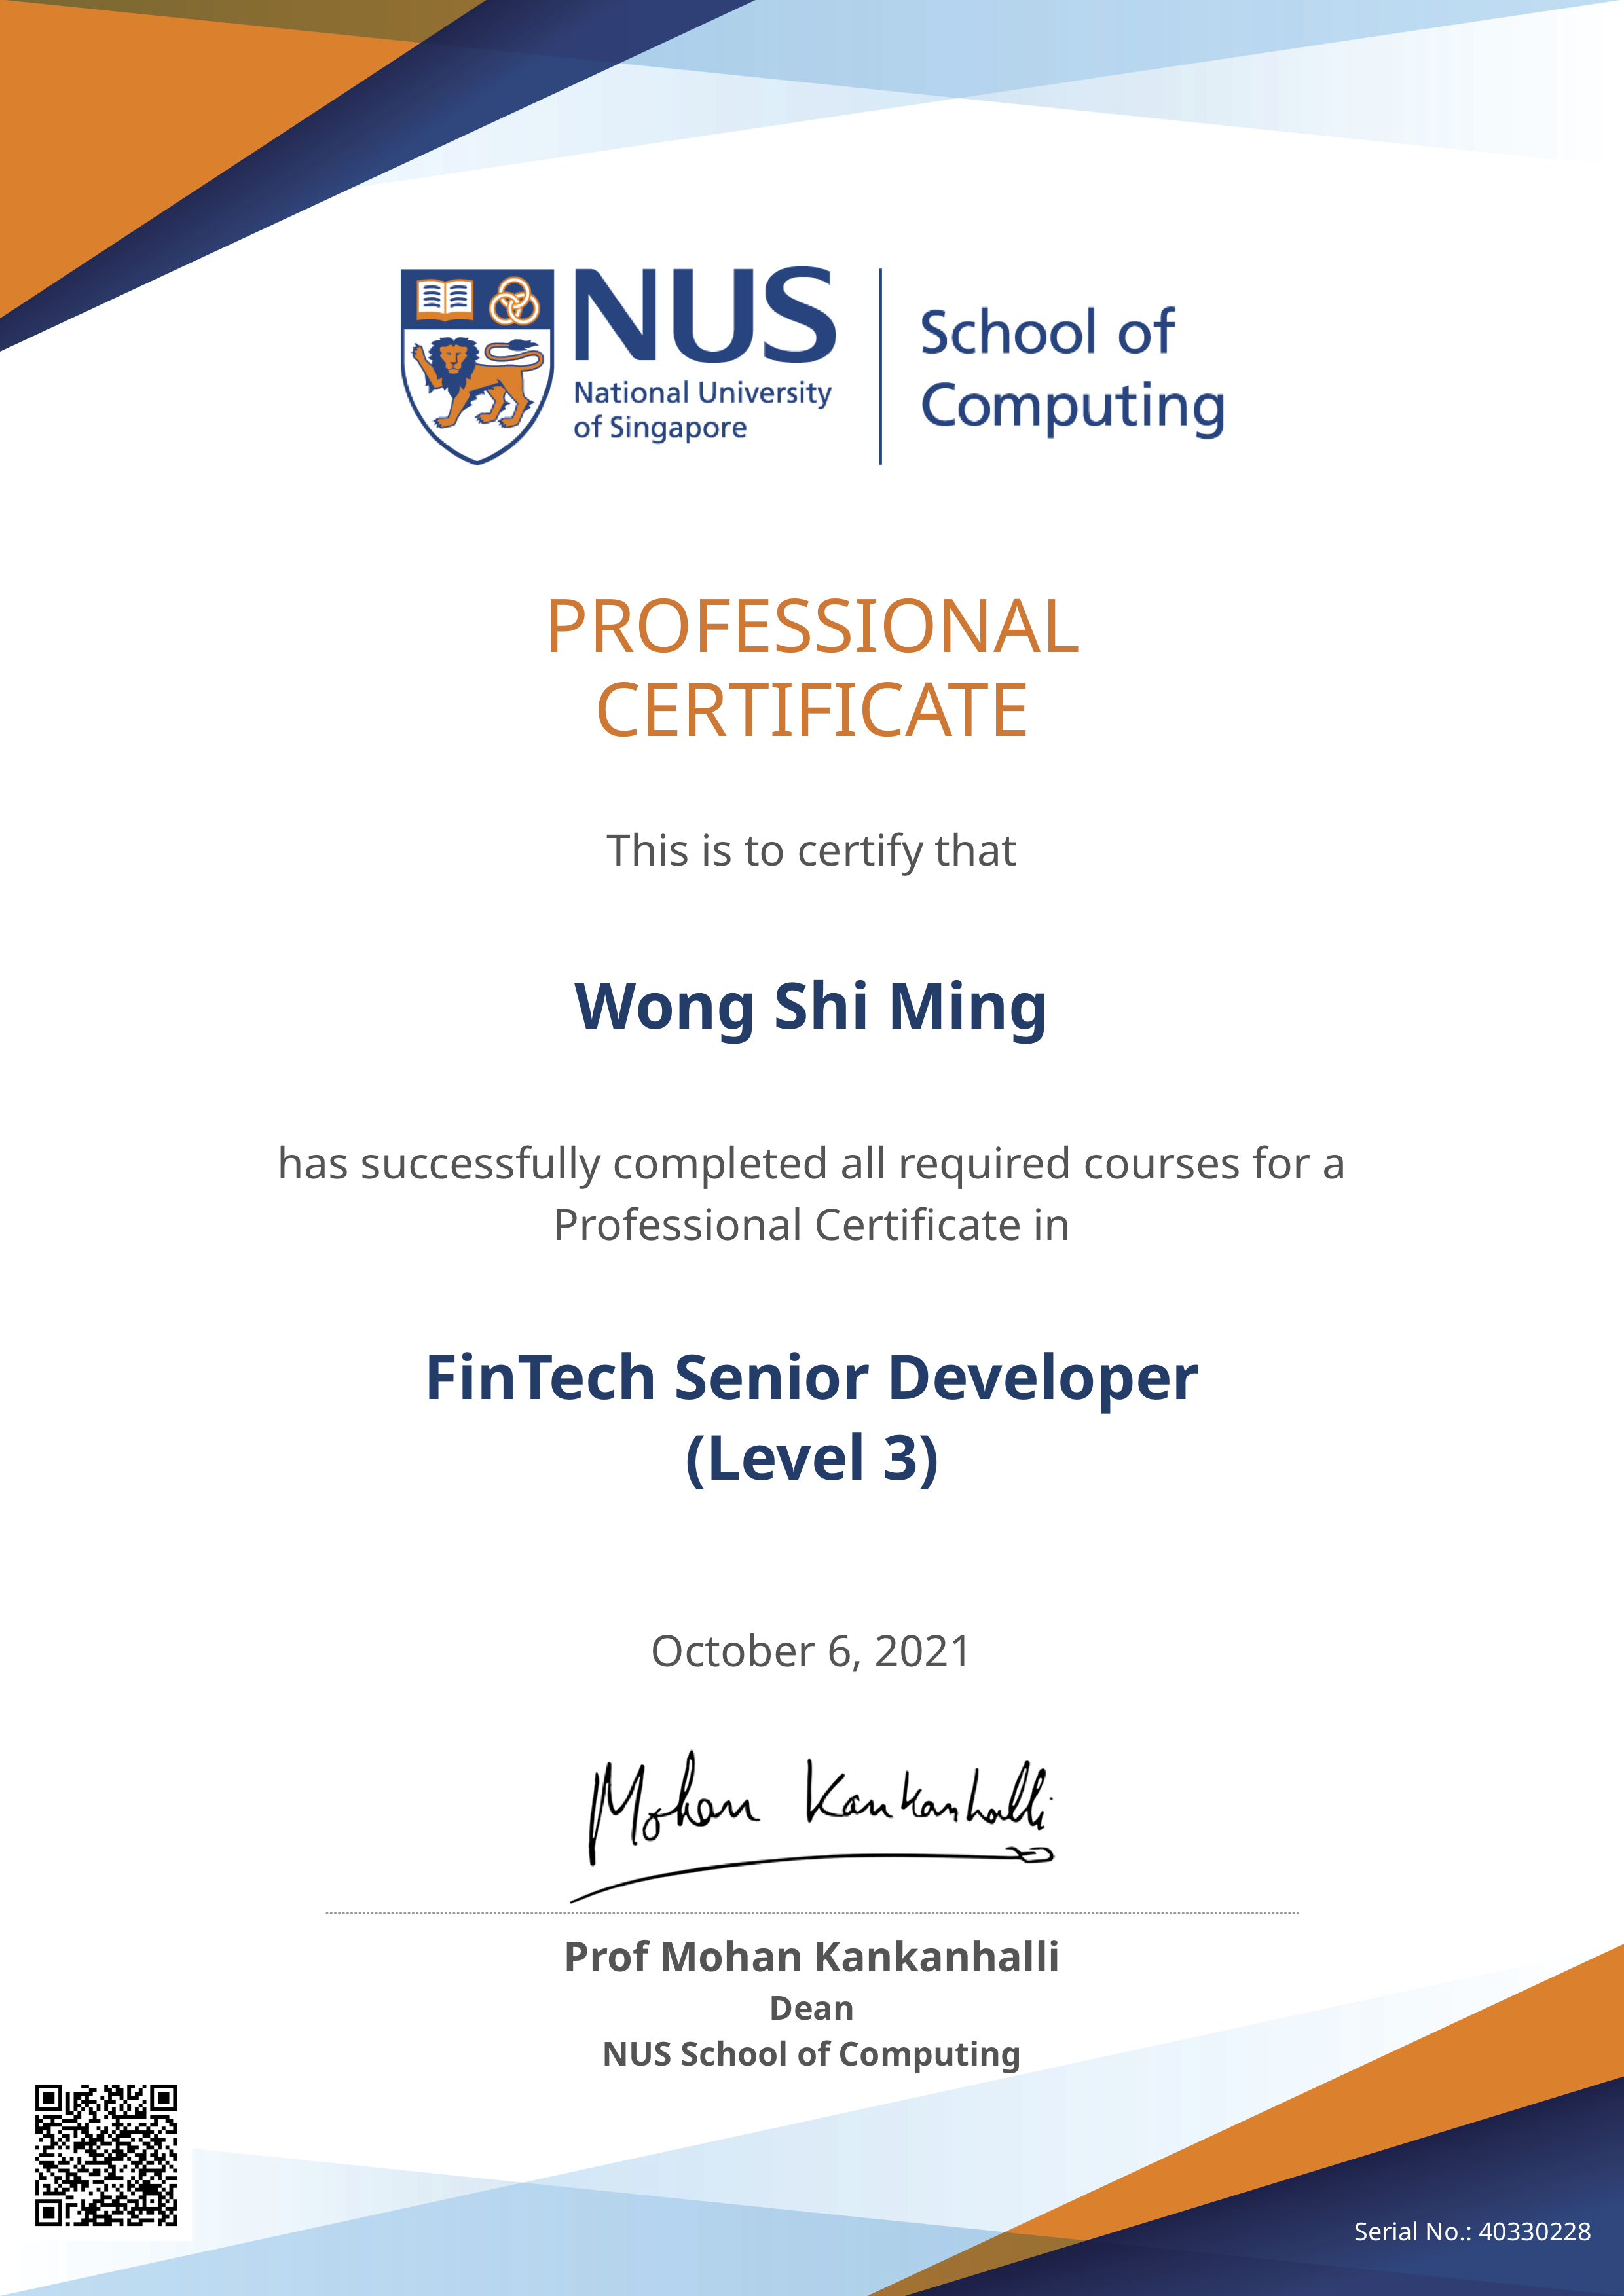 NUS
National University
of Singapore
School of
Computing
PROFESSIONAL
CERTIFICATE
This is to certify that
Wong Shi Ming
has successfully completed all required courses for a
Professional Certificate in
FinTech Senior Developer
(Level 3)
October 6, 2021
Mohan Kankanhalli
Prof Mohan Kankanhalli
Dean
NUS School of Computing
Serial No.: 40330228